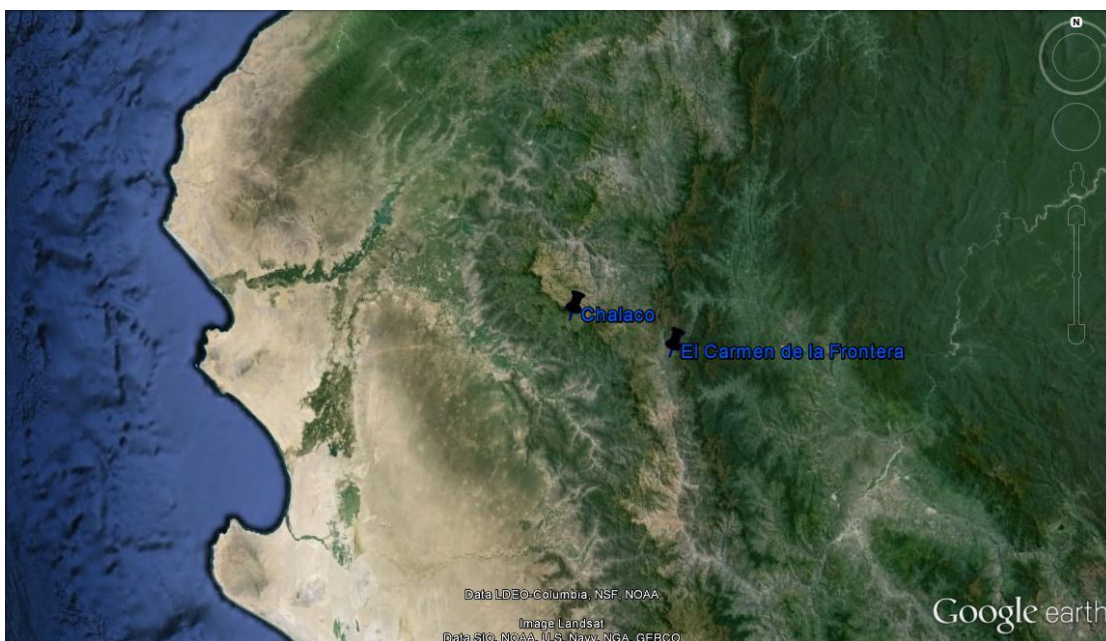 N
Chalaco
El Carmen de la Frontera
Data LDEO-Columbia, NSF, NOAA
Image Landsat
Data SIO, NOAA, U.S. Navy, NGA, GEBCO
Google earth